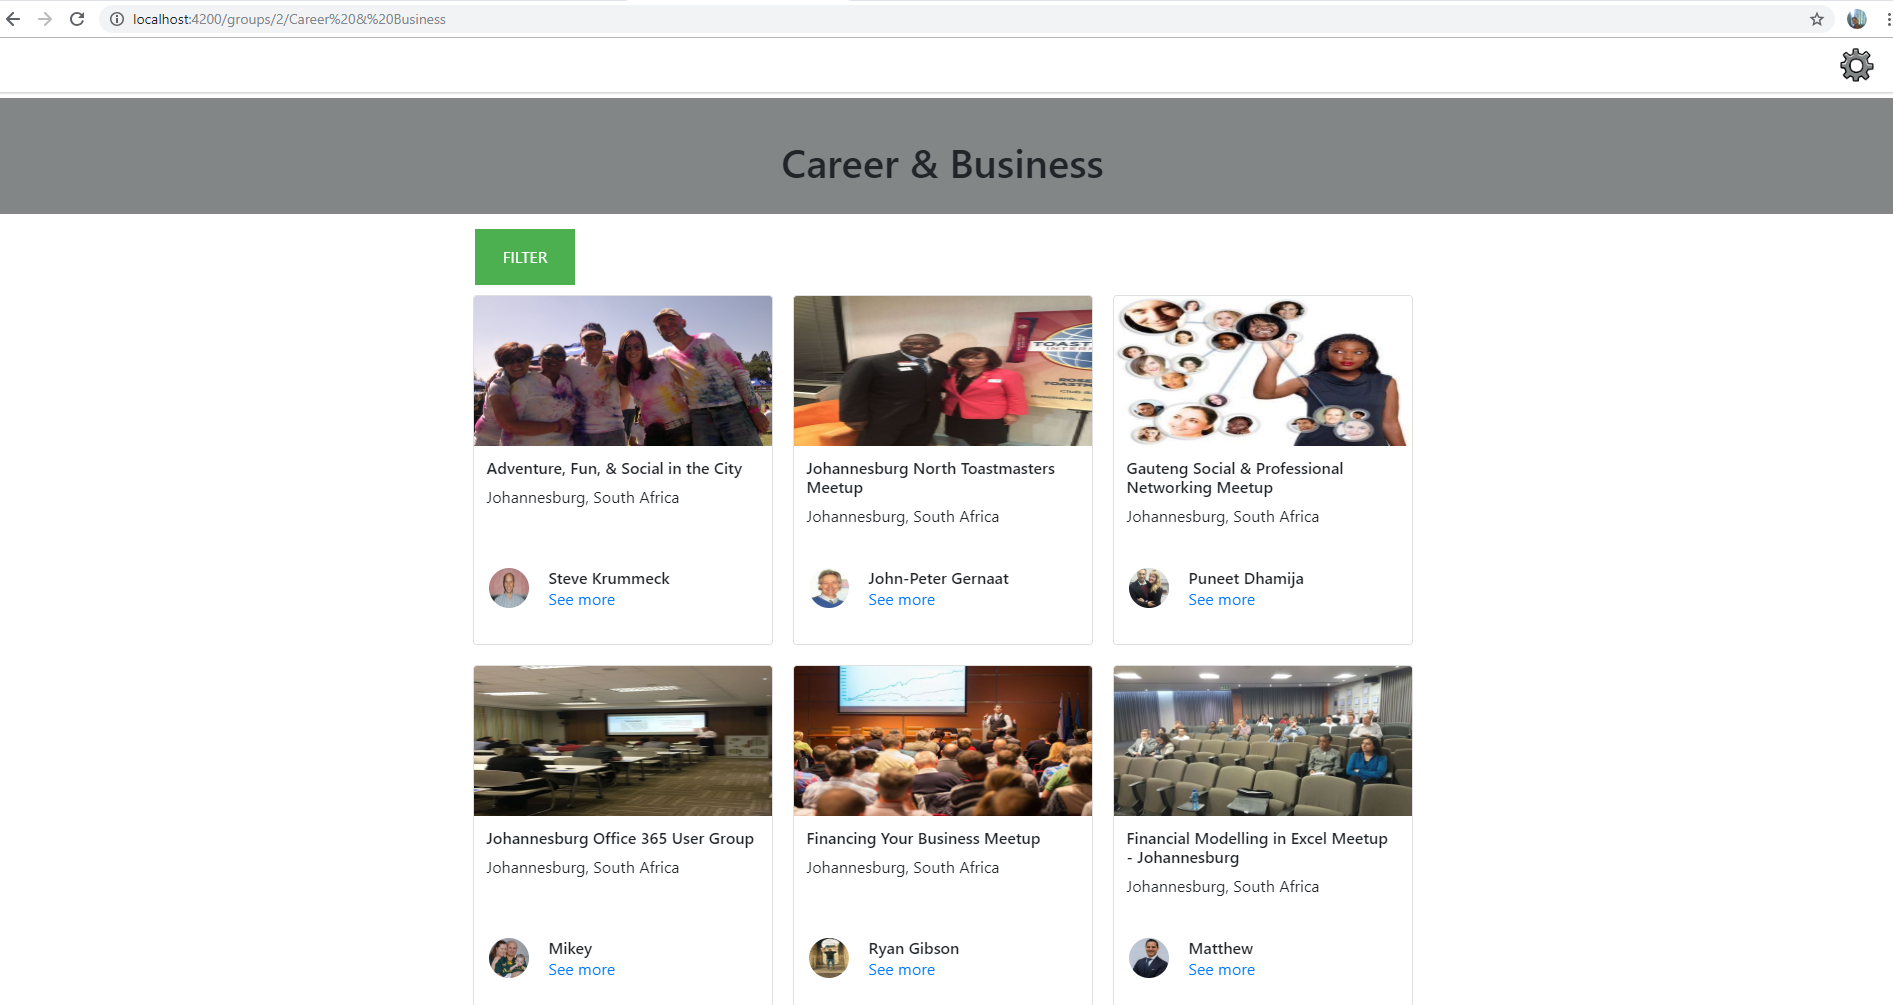 localhost:4200/groups/2/Career%20&%20Business
Career & Business
FILTER
Adventure, Fun, & Social in the City
Johannesburg, South Africa
Steve Krummeck
See more
TOAST
INTER
Johannesburg North Toastmasters
Meetup
Johannesburg, South Africa
John-Peter Gernaat
See more
Gauteng Social & Professional
Networking Meetup
Johannesburg, South Africa
Puneet Dhamija
See more
Johannesburg Office 365 User Group
Johannesburg, South Africa
Mikey
See more
Financing Your Business Meetup
Johannesburg, South Africa
Ryan Gibson
See more
Financial Modelling in Excel Meetup
- Johannesburg
Johannesburg, South Africa
Matthew
See more